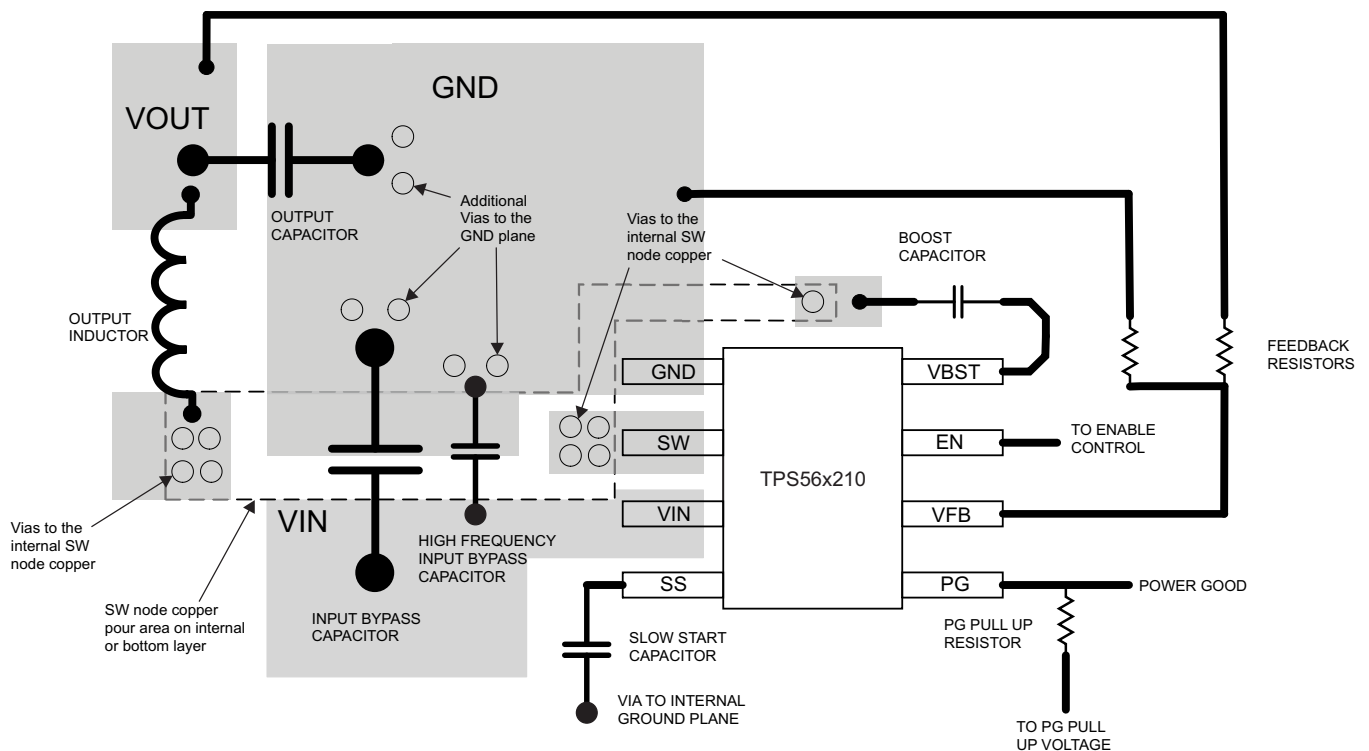 GND
VOUT
OUTPUT
CAPACITOR
Additional
Vias to the
GND plane
Vias to the
internal SW
node copper
BOOST
CAPACITOR
OUTPUT
INDUCTOR
FEEDBACK
RESISTORS
GND
VBST
SW
EN
TO ENABLE
CONTROL
TPS56x210
VIN
VFB
VIN
Vias to the
internal SW
node copper
HIGH FREQUENCY
INPUT BYPASS
CAPACITOR
SS
PG
POWER GOOD
SW node copper
pour area on internal
or bottom layer
INPUT BYPASS
CAPACITOR
SLOW START
CAPACITOR
PG PULL UP
RESISTOR
VIA TO INTERNAL
GROUND PLANE
TO PG PULL
UP VOLTAGE